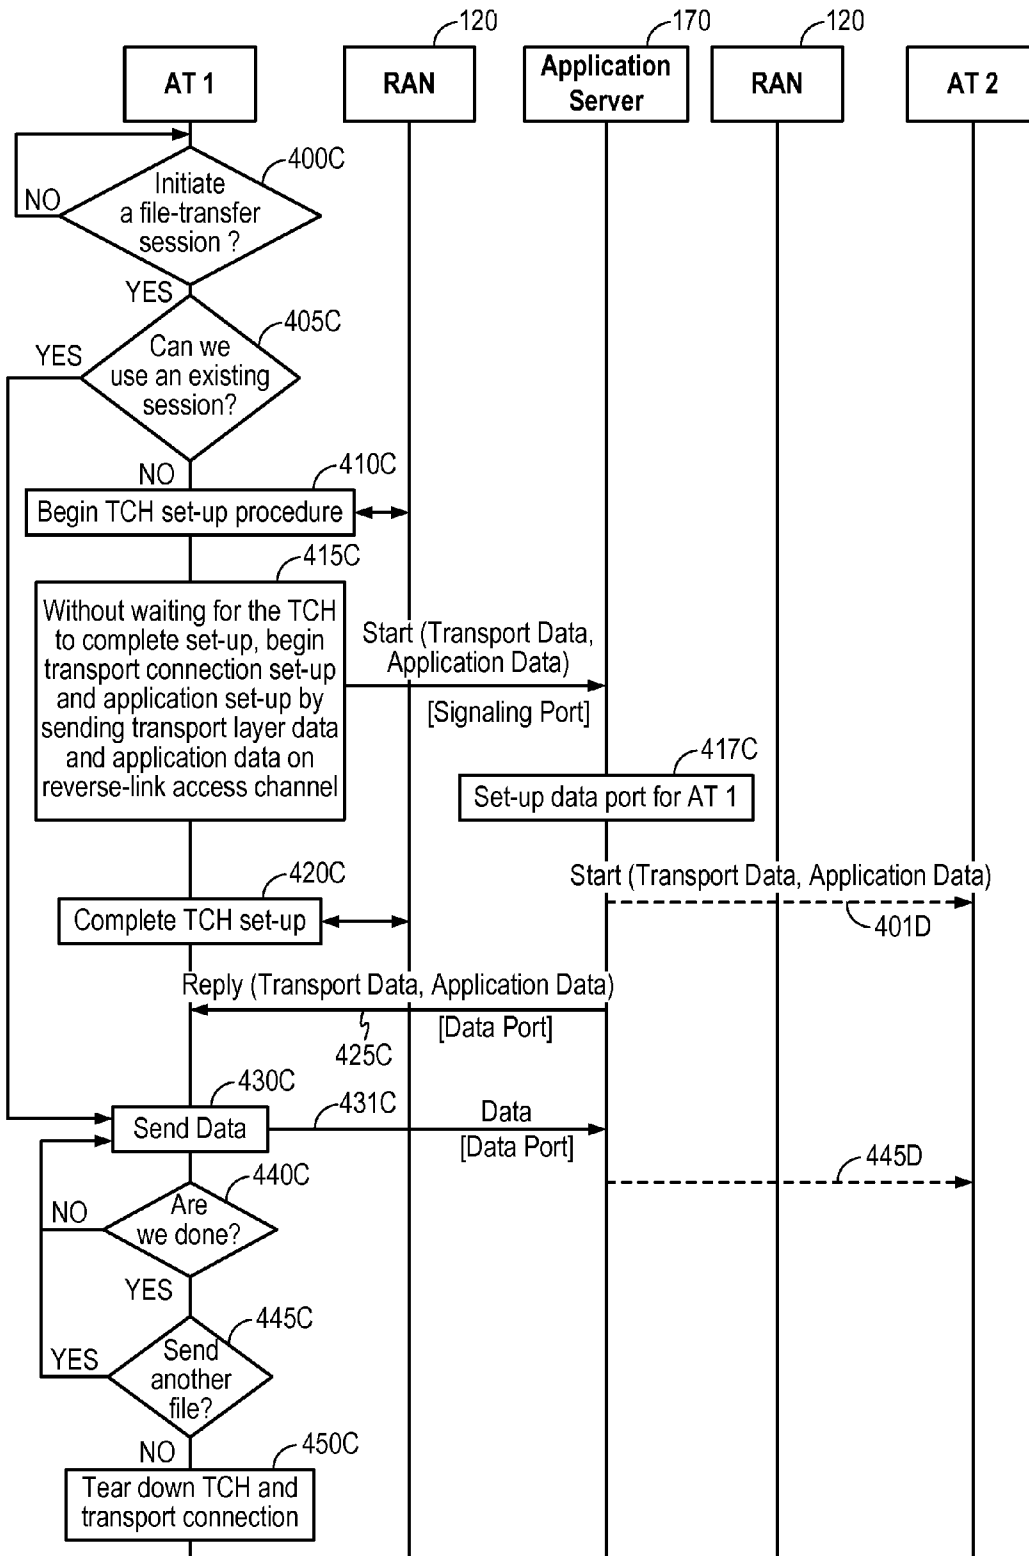 120
170
120
AT 1
RAN
Application
Server
RAN
AT 2
400C
Initiate
a file-transfer
session ?
NO
YES
405C
Can we
use an existing
session?
YES
NO
410C
Begin TCH set-up procedure
415C
Without waiting for the TCH
to complete set-up, begin
transport connection set-up
and application set-up by
sending transport layer data
and application data on
reverse-link access channel
Start (Transport Data,
Application Data)
[Signaling Port]
417C
Set-up data port for AT 1
420C
Complete TCH set-up
Start (Transport Data, Application Data)
401D
Reply (Transport Data, Application Data)
[Data Port]
425C
430C
Send Data
431C
Data
[Data Port]
445D
440C
Are
we done?
NO
YES
445C
Send
another
file?
YES
NO
450C
Tear down TCH and
transport connection